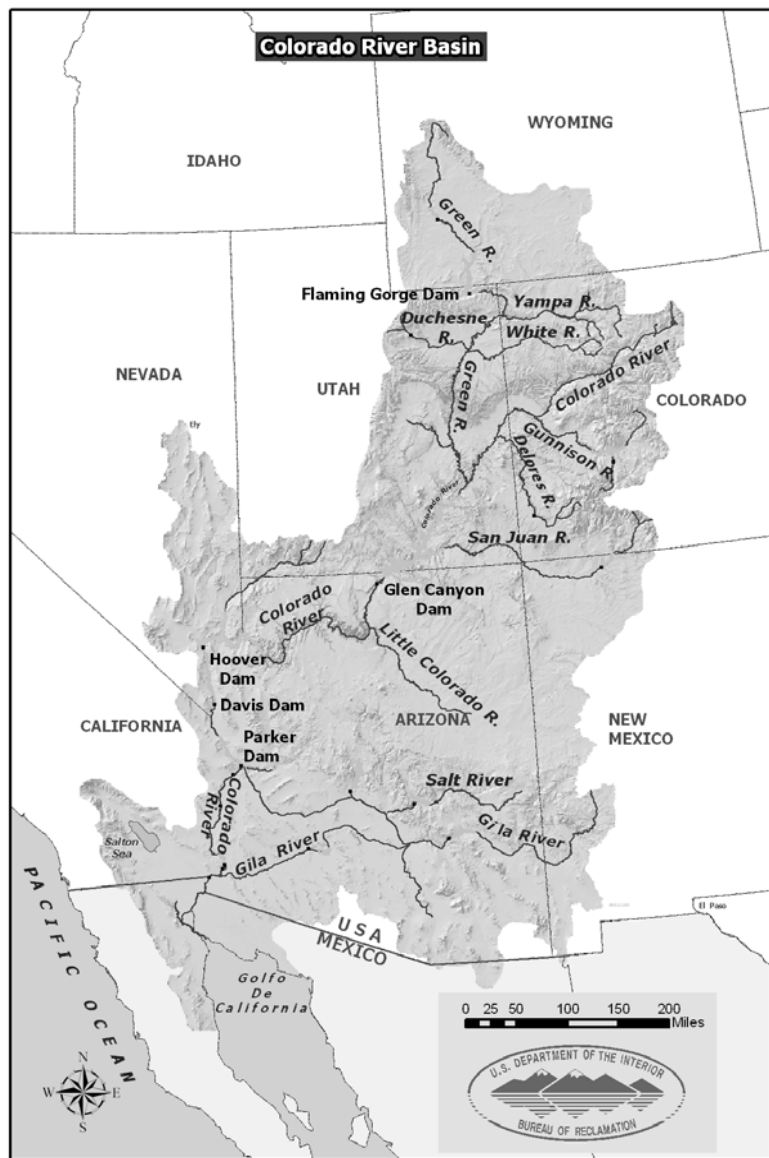 Colorado River Basin
WYOMING
IDAHO
Green R.
Flaming Gorge Dam
Yampa R.
Duchesne
R.
White R.
Colorado River
NEVADA
UTAH
Green R.
COLORADO
Ely
Gunnison R.
Delores R.
Colorado River
San Juan R.
Glen Canyon
Dam
Colorado
River
Little Colorado R.
Hoover
Dam
Davis Dam
CALIFORNIA
ARIZONA
NEW
MEXICO
Parker
Dam
Salt River
Colorado
River
Gila River
Gila River
Salton
Sea
El Paso
USA
MEXICO
PACIFIC OCEAN
Golfo
De
California
0 25 50 100 150 200
Miles
N
W E
S
U.S. DEPARTMENT OF THE INTERIOR
BUREAU OF RECLAMATION